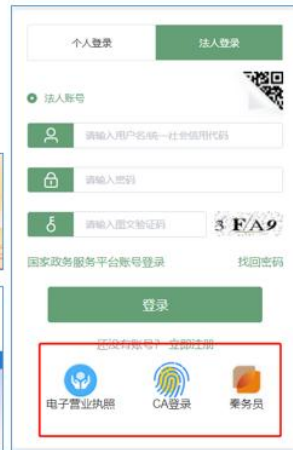 个人登录
法人登录
法人账号
请输入用户名/统一社会信用代码
请输入密码
请输入图文验证码
3 F/A9
国家政务服务平台账号登录
找回密码
登录
还没有账号? 立即注册
电子营业执照
CA登录
秦务员